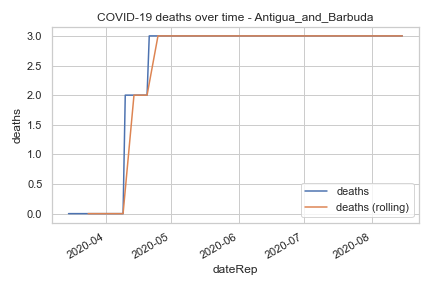 COVID-19 deaths over time - Antigua_and_Barbuda
deaths
3.0
2.5
2.0
1.5
1.0
0.5
0.0
deaths
deaths (rolling)
2020-04
2020-05
2020-06
2020-07
2020-08
dateRep